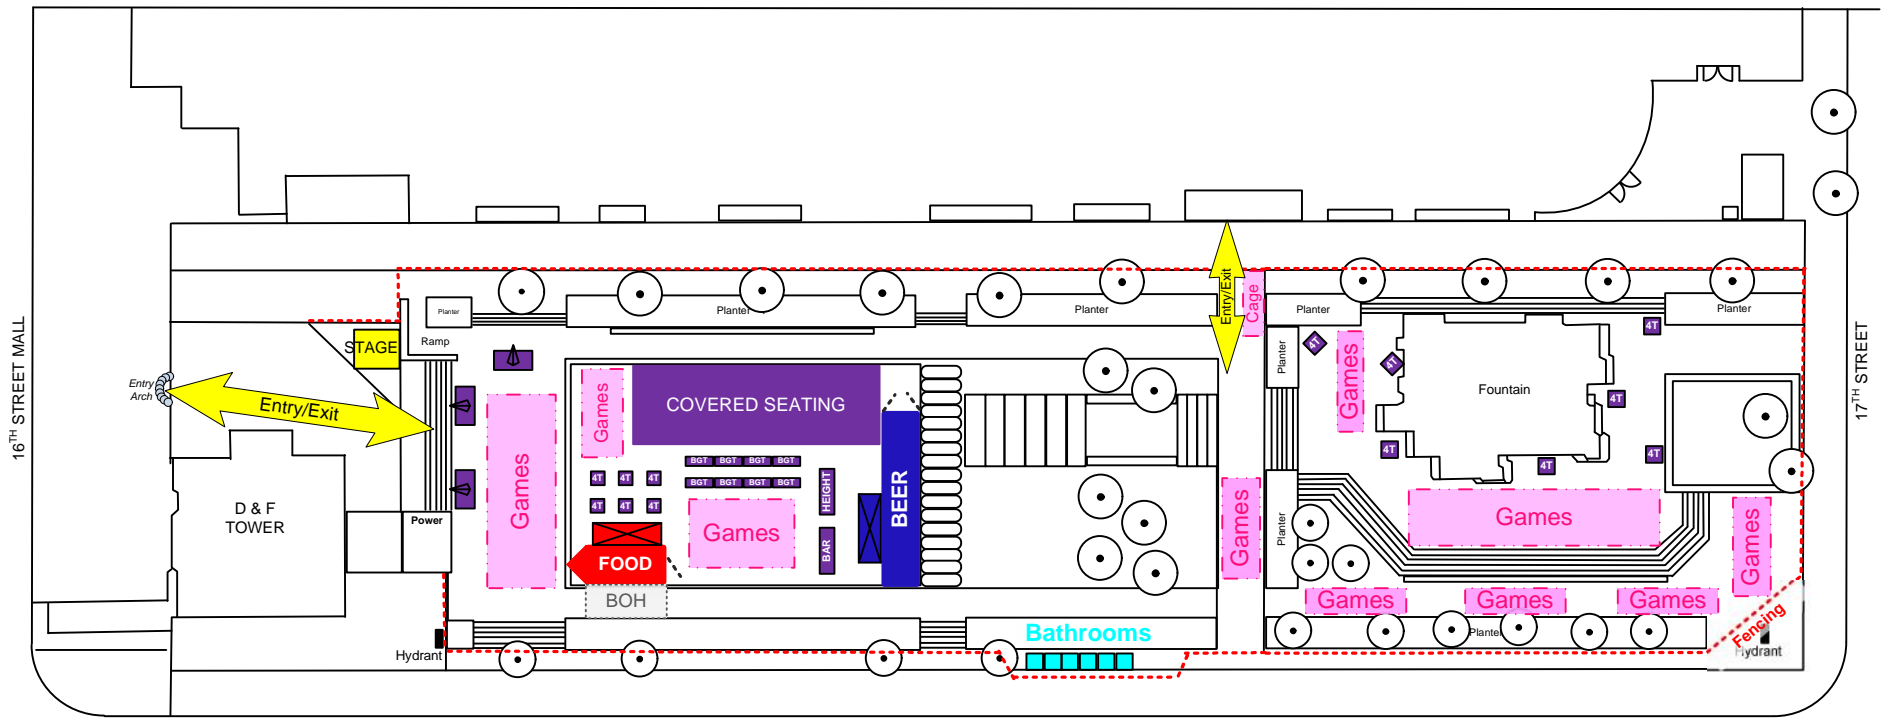 16TH STREET MALL
17TH STREET
Entry
Arch
Entry/Exit
D & F
TOWER
STAGE
Ramp
Power
Hydrant
Planter
Planter
Planter
Planter
Planter
Entry/Exit
Cage
Games
Games
COVERED SEATING
BGT BGT BGT BGT
BGT BGT BGT BGT
4T 4T 4T
4T 4T 4T
HEIGHT
BAR
BEER
Games
FOOD
BOH
Bathrooms
Games
Planter
Planter
4T
Games
4T
4T
Fountain
4T
4T
4T
4T
Games
Games
Games
Games
Games
Planter
Fencing
Hydrant